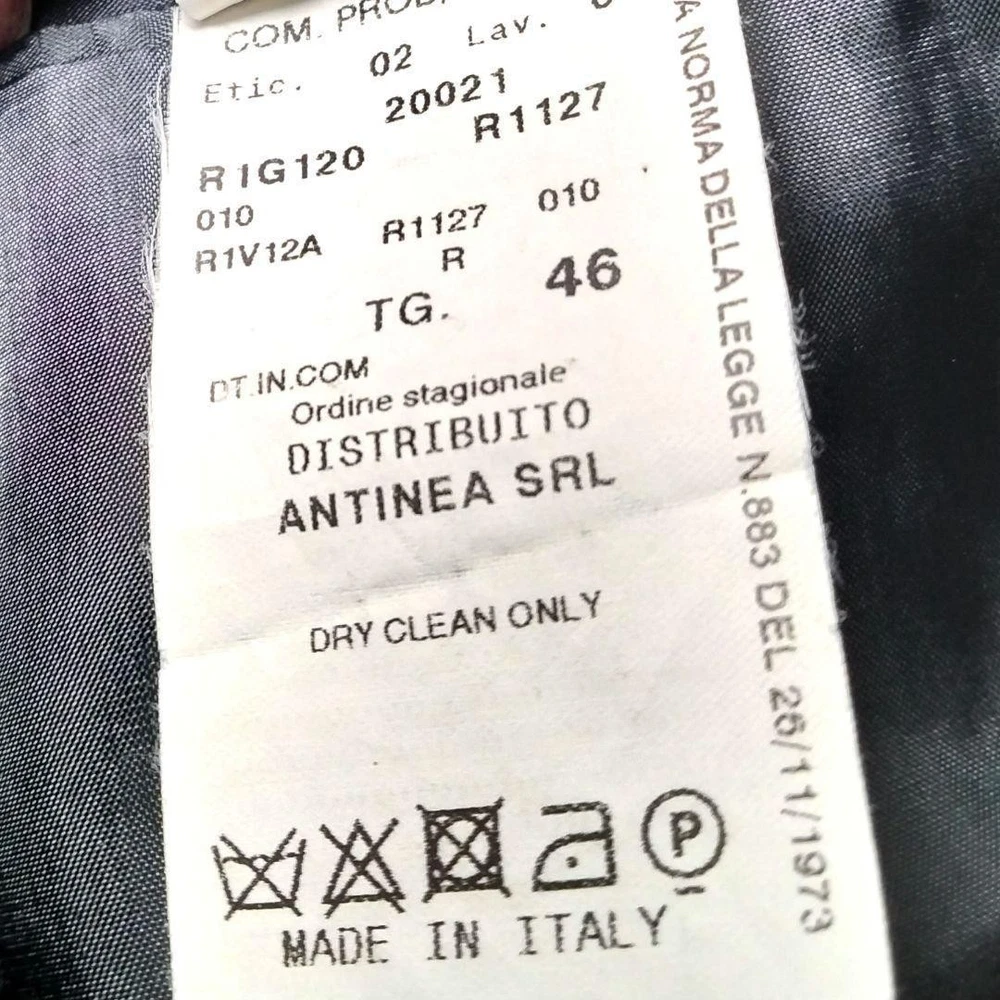 COM. PROD.
Etic. 02 Lav.
20021
R1G120 R1127
010
R1V12A R1127 010
R
TG. 46
DT.IN.COM
Ordine stagionale
DISTRIBUITO
ANTINEA SRL
DRY CLEAN ONLY
P
MADE IN ITALY
A NORMA DELLA LEGGE N.883 DEL 26/11/1973